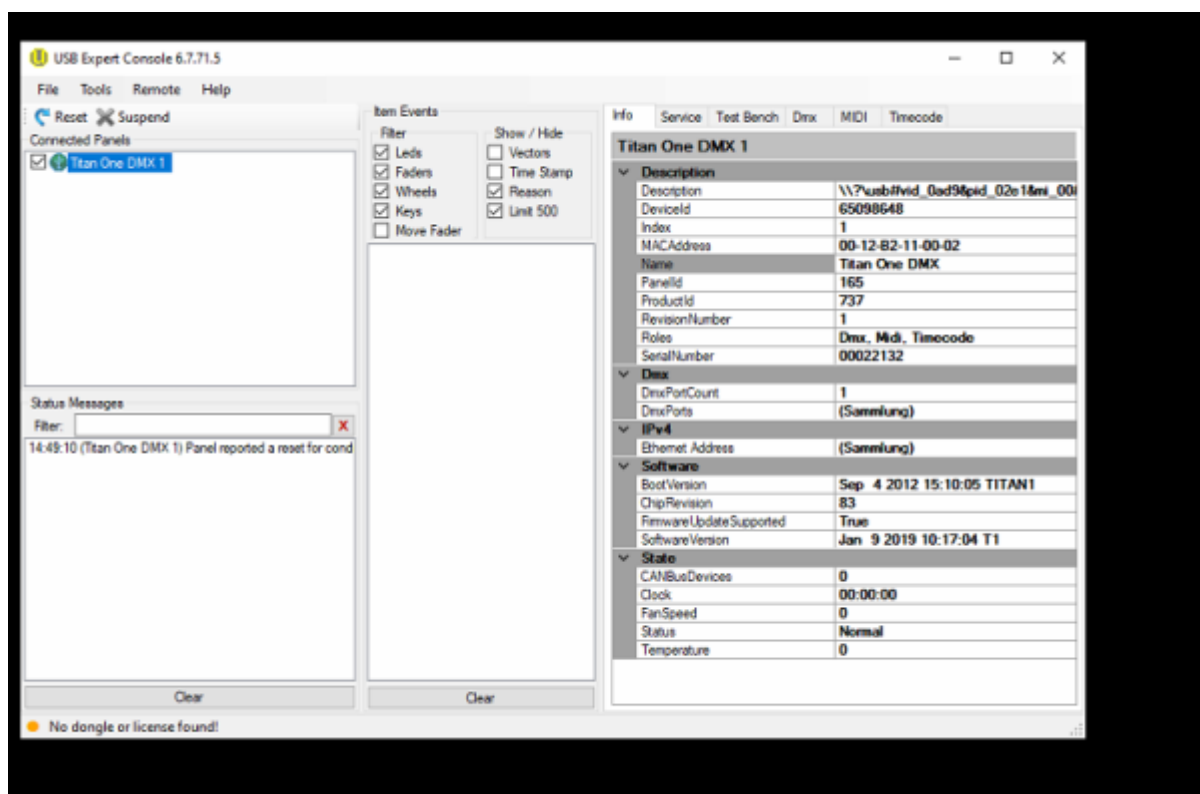 USB Expert Console 6.7.71.5
File Tools Remote Help
Reset Suspend
Connected Panels
Titan One DMX 1
Status Messages
Filter: X
14:49:10 (Titan One DMX 1) Panel reported a reset for cond
Clear
Item Events
Filter
Leds
Faders
Wheels
Keys
Move Fader
Show / Hide
Vectors
Time Stamp
Reason
Limit 500
Clear
Info Service Test Bench Dmx MIDI Timecode
Titan One DMX 1
Description
Description \\?\usb#vid_0ad9&pid_02e1&mi_00
DeviceId 65098648
Index 1
MACAddress 00-12-B2-11-00-02
Name Titan One DMX
PanelId 165
ProductId 737
RevisionNumber 1
Roles Dmx, Midi, Timecode
SerialNumber 00022132
Dmx
DmxPortCount 1
DmxPorts (Sammlung)
IPv4
Ethernet Address (Sammlung)
Software
BootVersion Sep 4 2012 15:10:05 TITAN1
ChipRevision 83
FirmwareUpdateSupported True
SoftwareVersion Jan 9 2019 10:17:04 T1
State
CANBusDevices 0
Clock 00:00:00
FanSpeed 0
Status Normal
Temperature 0
No dongle or license found!